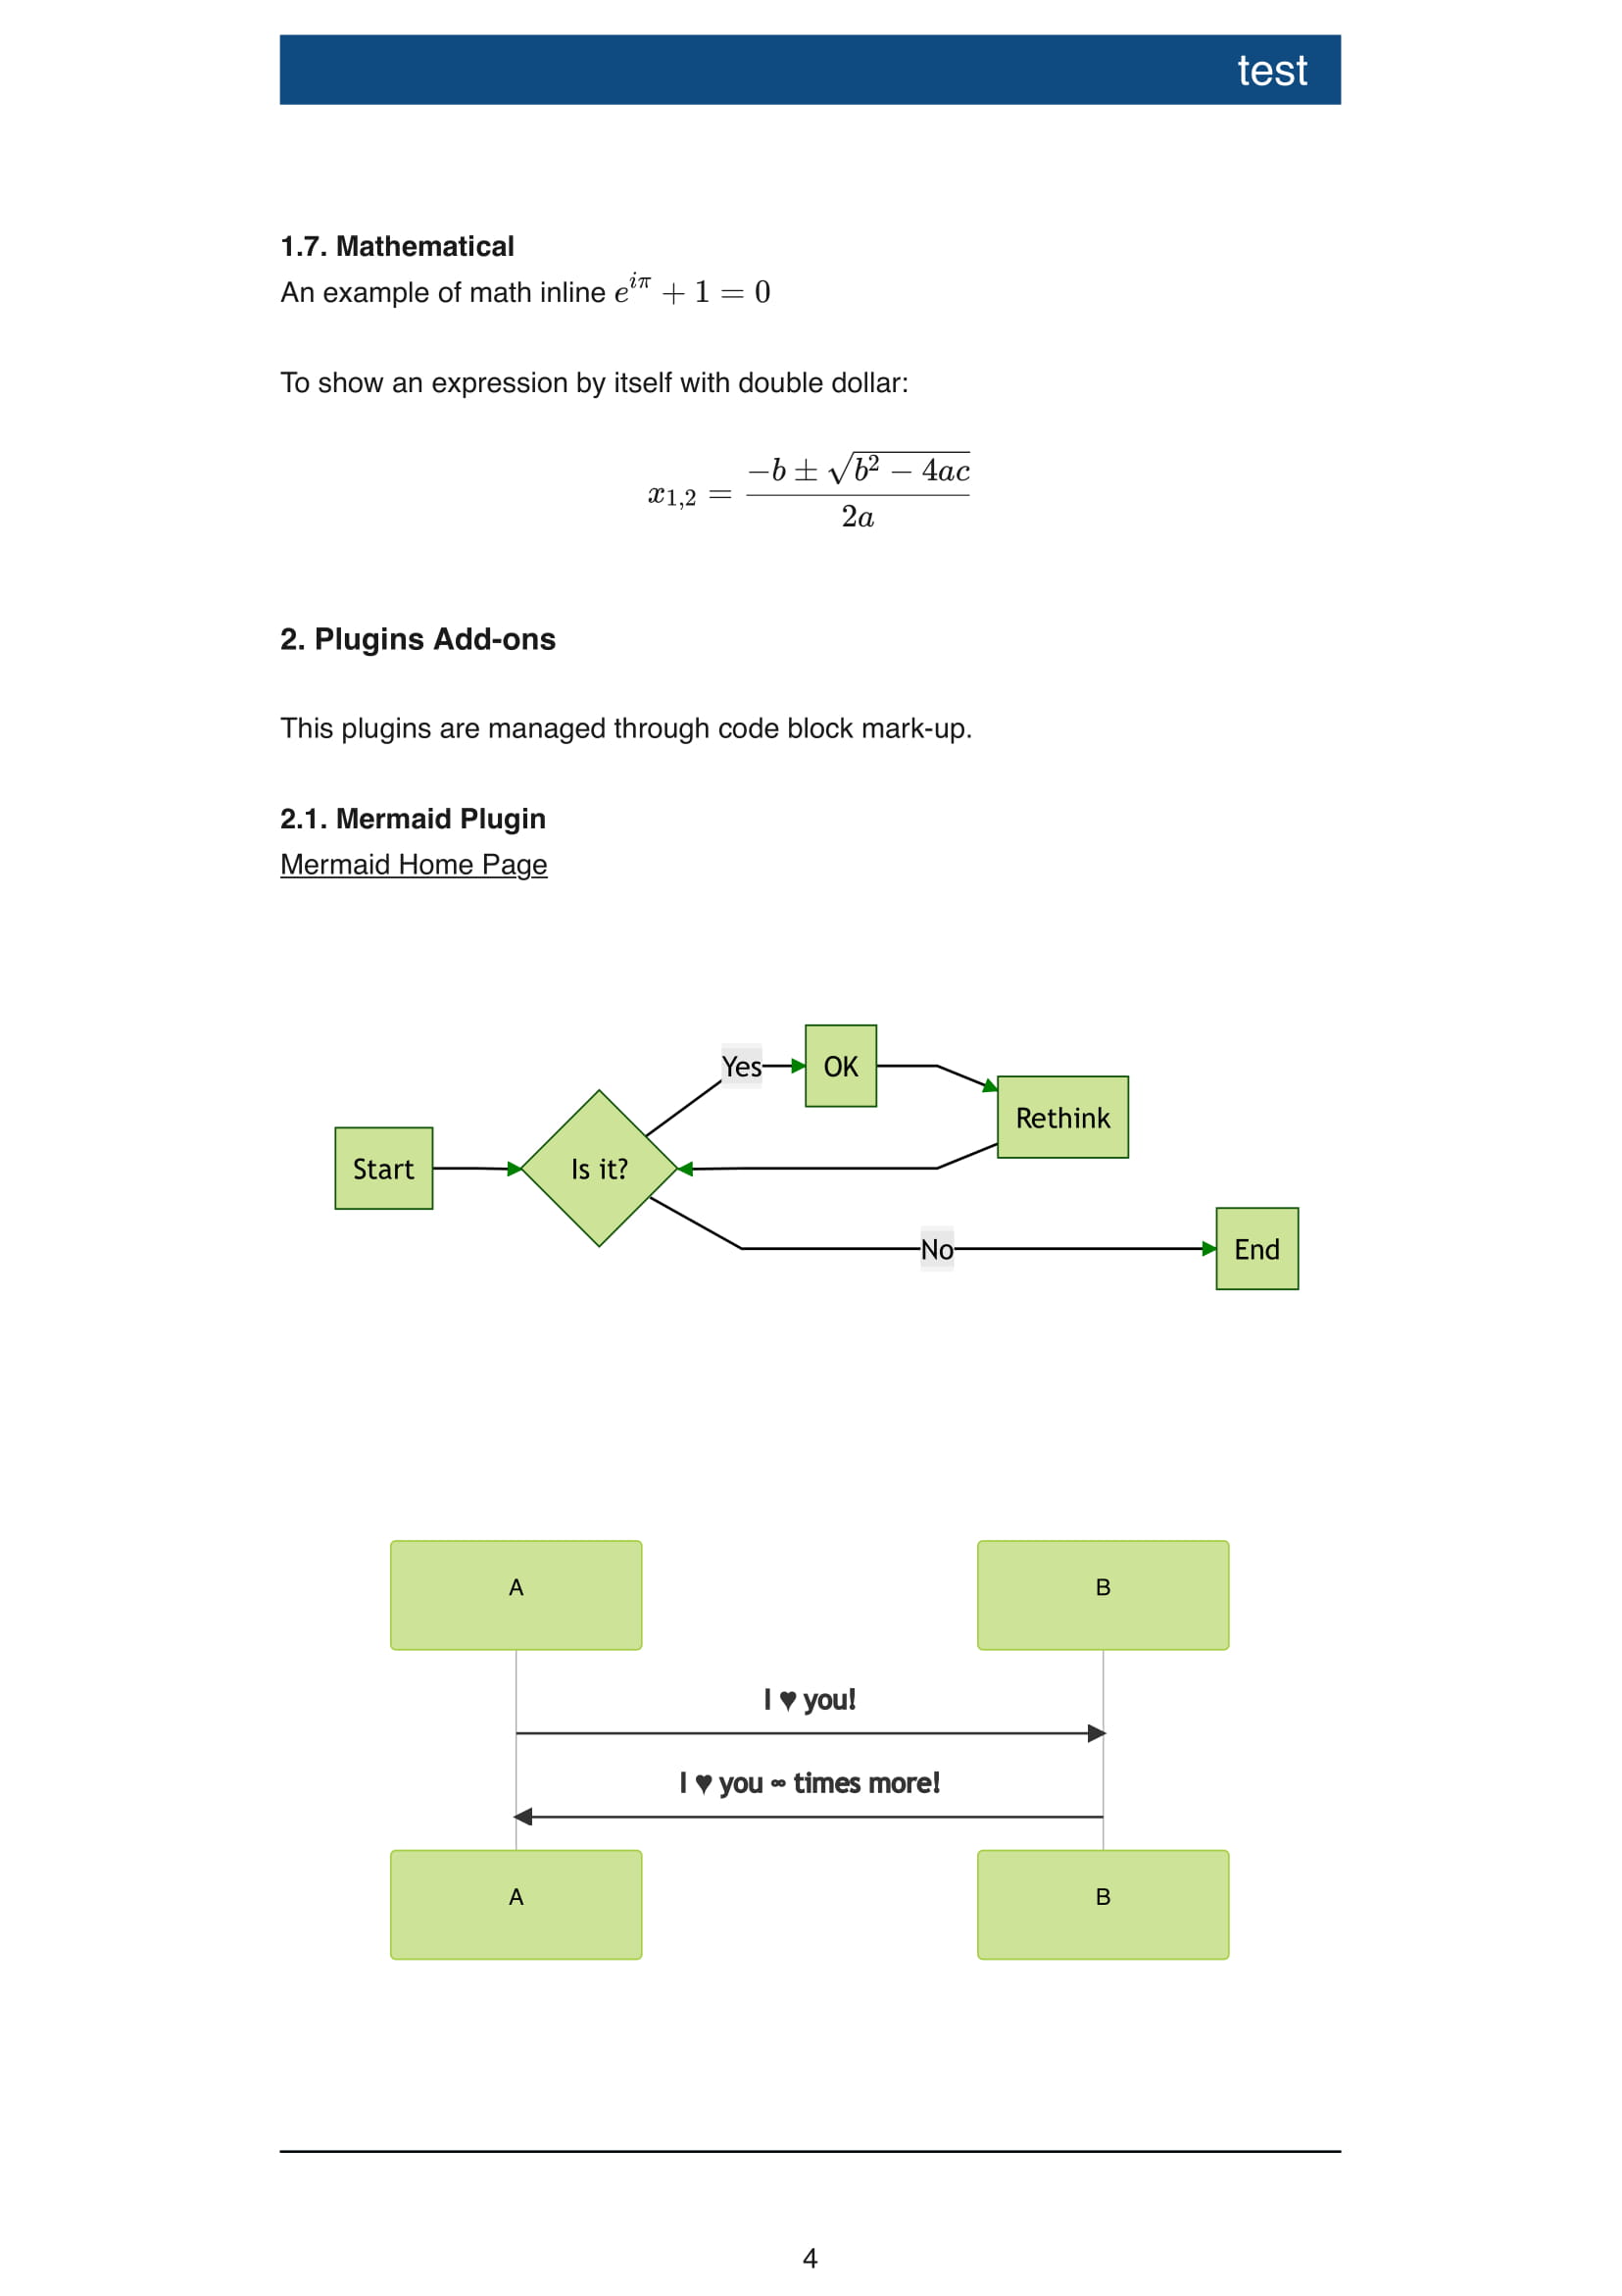 test
1.7. Mathematical
An example of math inline $e^{i\pi} + 1 = 0$
To show an expression by itself with double dollar:
$x_{1,2} = \frac{-b \pm \sqrt{b^2 - 4ac}}{2a}$
2. Plugins Add-ons
This plugins are managed through code block mark-up.
2.1. Mermaid Plugin
Mermaid Home Page
Yes
OK
Rethink
Start
Is it?
No
End
A
B
I ♥ you!
I ♥ you ∞ times more!
A
B
4